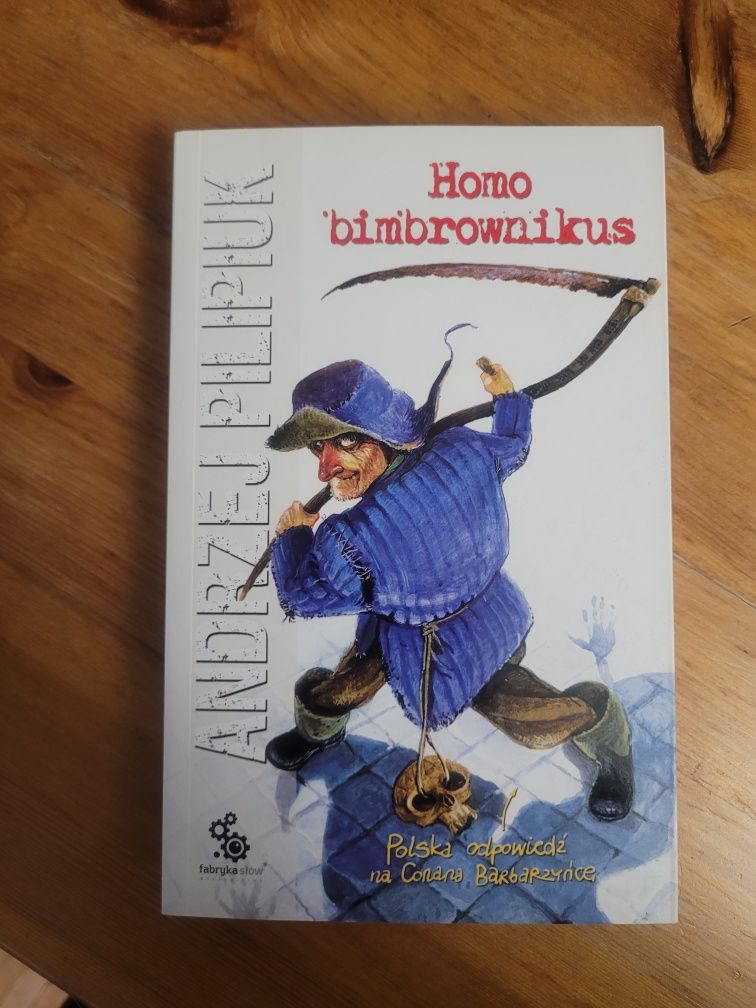 Homo
bimbrownikus
ANDRZEJ PILIPIUK
Polska odpowiedź
na Conana Barbarzyńcę
fabryka słów